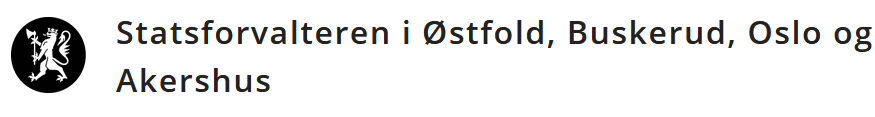 Statsforvalteren i Østfold, Buskerud, Oslo og
Akershus